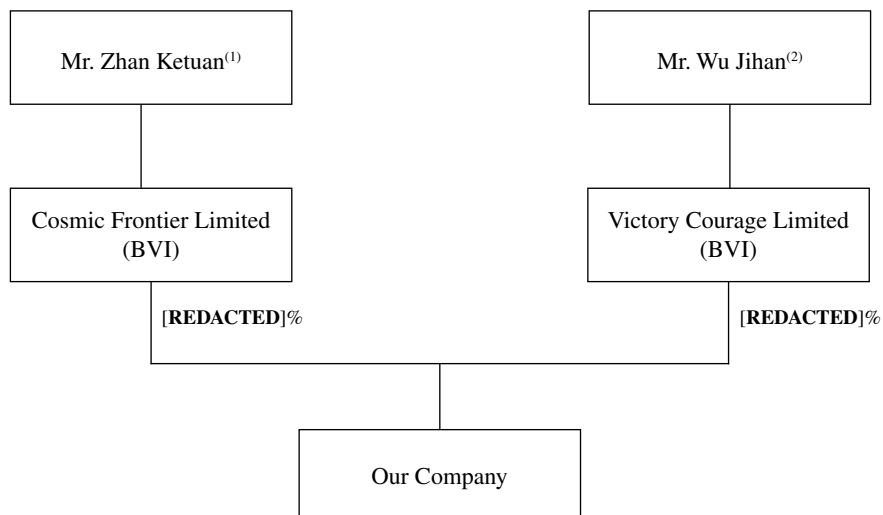 Mr. Zhan Ketuan(1)
Mr. Wu Jihan(2)
Cosmic Frontier Limited
(BVI)
Victory Courage Limited
(BVI)
[REDACTED]%
[REDACTED]%
Our Company